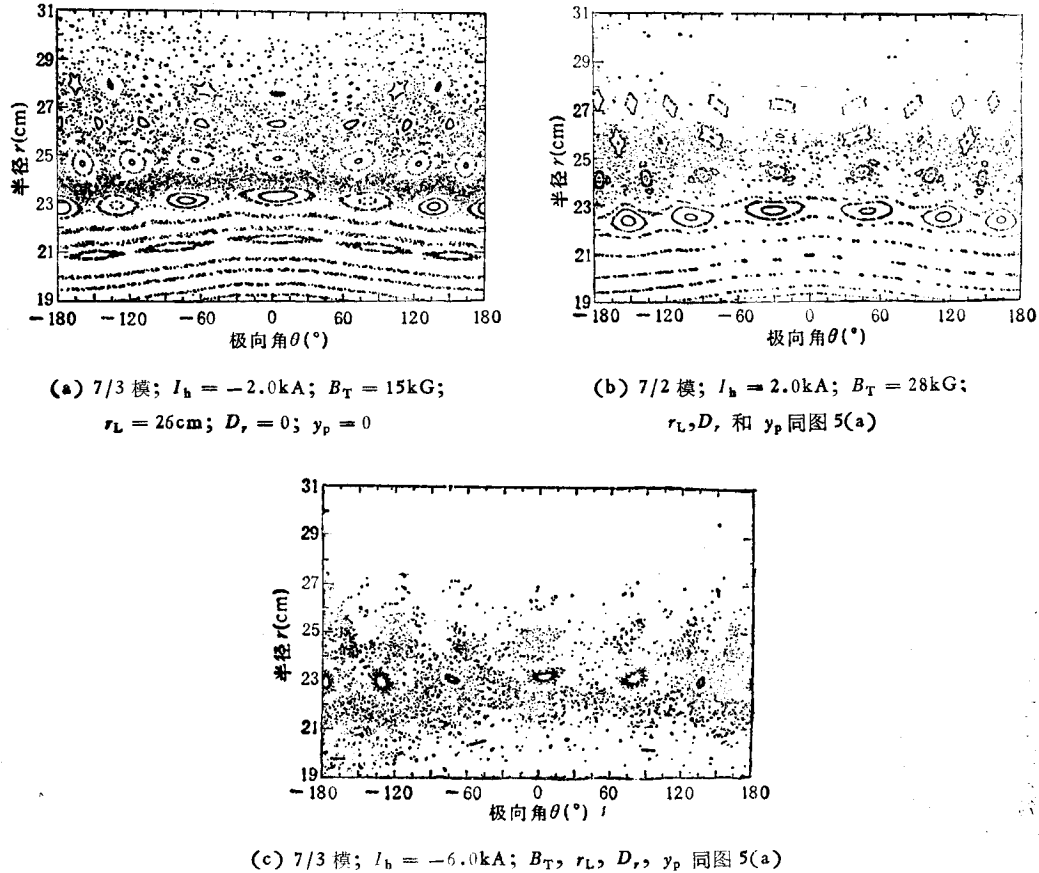 31
29
27
25
23
21
19
半径 r(cm)
-180 -120 -60 0 60 120 180
极向角θ(°)
(a) 7/3 模; I_h = -2.0kA; B_T = 15kG;
r_L = 26cm; D_r = 0; y_p = 0
31
29
27
25
23
21
19
半径 r(cm)
-180 -120 -60 0 60 120 180
极向角θ(°)
(b) 7/2 模; I_h = 2.0kA; B_T = 28kG;
r_L, D_r 和 y_p 同图 5(a)
31
29
27
25
23
21
19
半径 r(cm)
-180 -120 -60 0 60 120 180
极向角θ(°)
(c) 7/3 模; I_h = -6.0kA; B_T, r_L, D_r, y_p 同图 5(a)